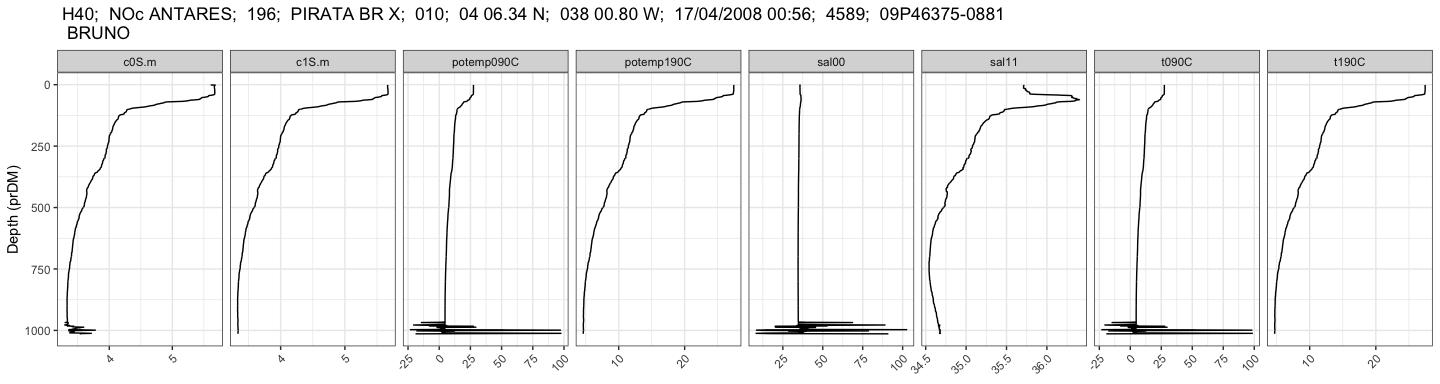 H40; NOc ANTARES; 196; PIRATA BR X; 010; 04 06.34 N; 038 00.80 W; 17/04/2008 00:56; 4589; 09P46375-0881
BRUNO
c0S.m c1S.m potemp090C potemp190C sal00 sal11 t090C t190C
Depth (prDM)
0
250
500
750
1000
4 5 4 5 -25 0 25 50 75 100 10 20 25 50 75 100 34.5 35.0 35.5 36.0 -25 0 25 50 75 100 10 20